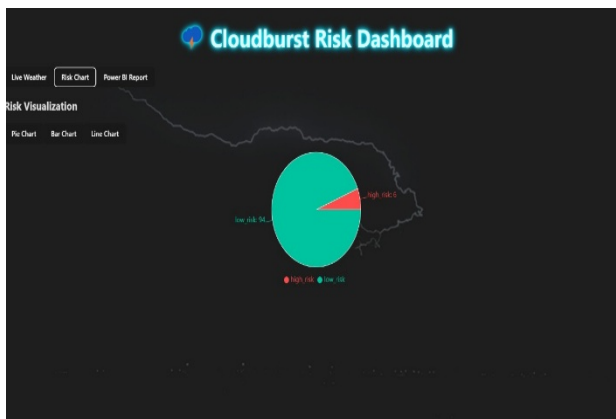 Cloudburst Risk Dashboard
Live Weather Risk Chart Power BI Report
Risk Visualization
Pie Chart Bar Chart Line Chart
high_risk: 6
low_risk: 94
high_risk low_risk